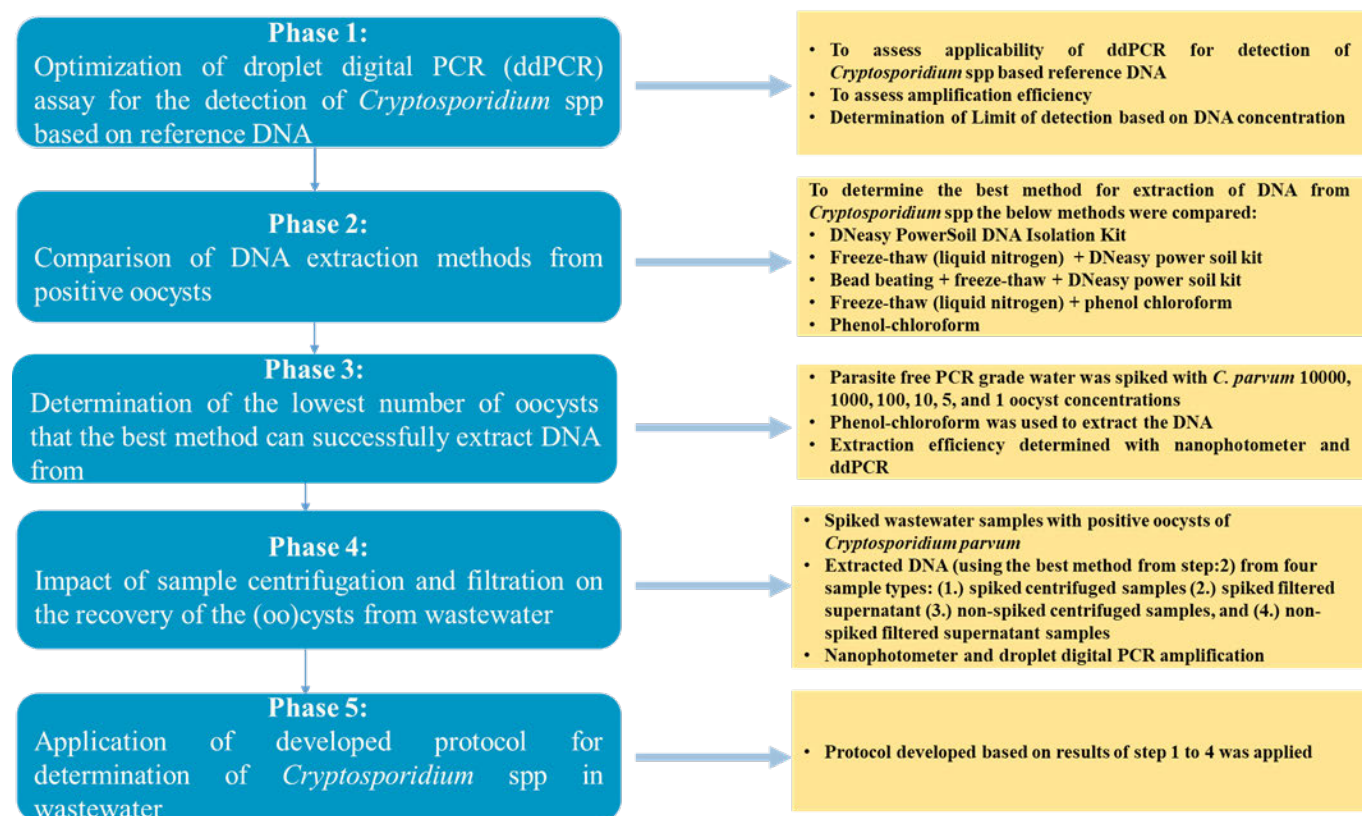 Phase 1:
Optimization of droplet digital PCR (ddPCR)
assay for the detection of Cryptosporidium spp
based on reference DNA
• To assess applicability of ddPCR for detection of
Cryptosporidium spp based reference DNA
• To assess amplification efficiency
• Determination of Limit of detection based on DNA concentration
Phase 2:
Comparison of DNA extraction methods from
positive oocysts
To determine the best method for extraction of DNA from
Cryptosporidium spp the below methods were compared:
• DNeasy PowerSoil DNA Isolation Kit
• Freeze-thaw (liquid nitrogen) + DNeasy power soil kit
• Bead beating + freeze-thaw + DNeasy power soil kit
• Freeze-thaw (liquid nitrogen) + phenol chloroform
• Phenol-chloroform
Phase 3:
Determination of the lowest number of oocysts
that the best method can successfully extract DNA
from
• Parasite free PCR grade water was spiked with C. parvum 10000,
1000, 100, 10, 5, and 1 oocyst concentrations
• Phenol-chloroform was used to extract the DNA
• Extraction efficiency determined with nanophotometer and
ddPCR
Phase 4:
Impact of sample centrifugation and filtration on
the recovery of the (oo)cysts from wastewater
• Spiked wastewater samples with positive oocysts of
Cryptosporidium parvum
• Extracted DNA (using the best method from step:2) from four
sample types: (1.) spiked centrifuged samples (2.) spiked filtered
supernatant (3.) non-spiked centrifuged samples, and (4.) non-
spiked filtered supernatant samples
• Nanophotometer and droplet digital PCR amplification
Phase 5:
Application of developed protocol for
determination of Cryptosporidium spp in
wastewater
• Protocol developed based on results of step 1 to 4 was applied